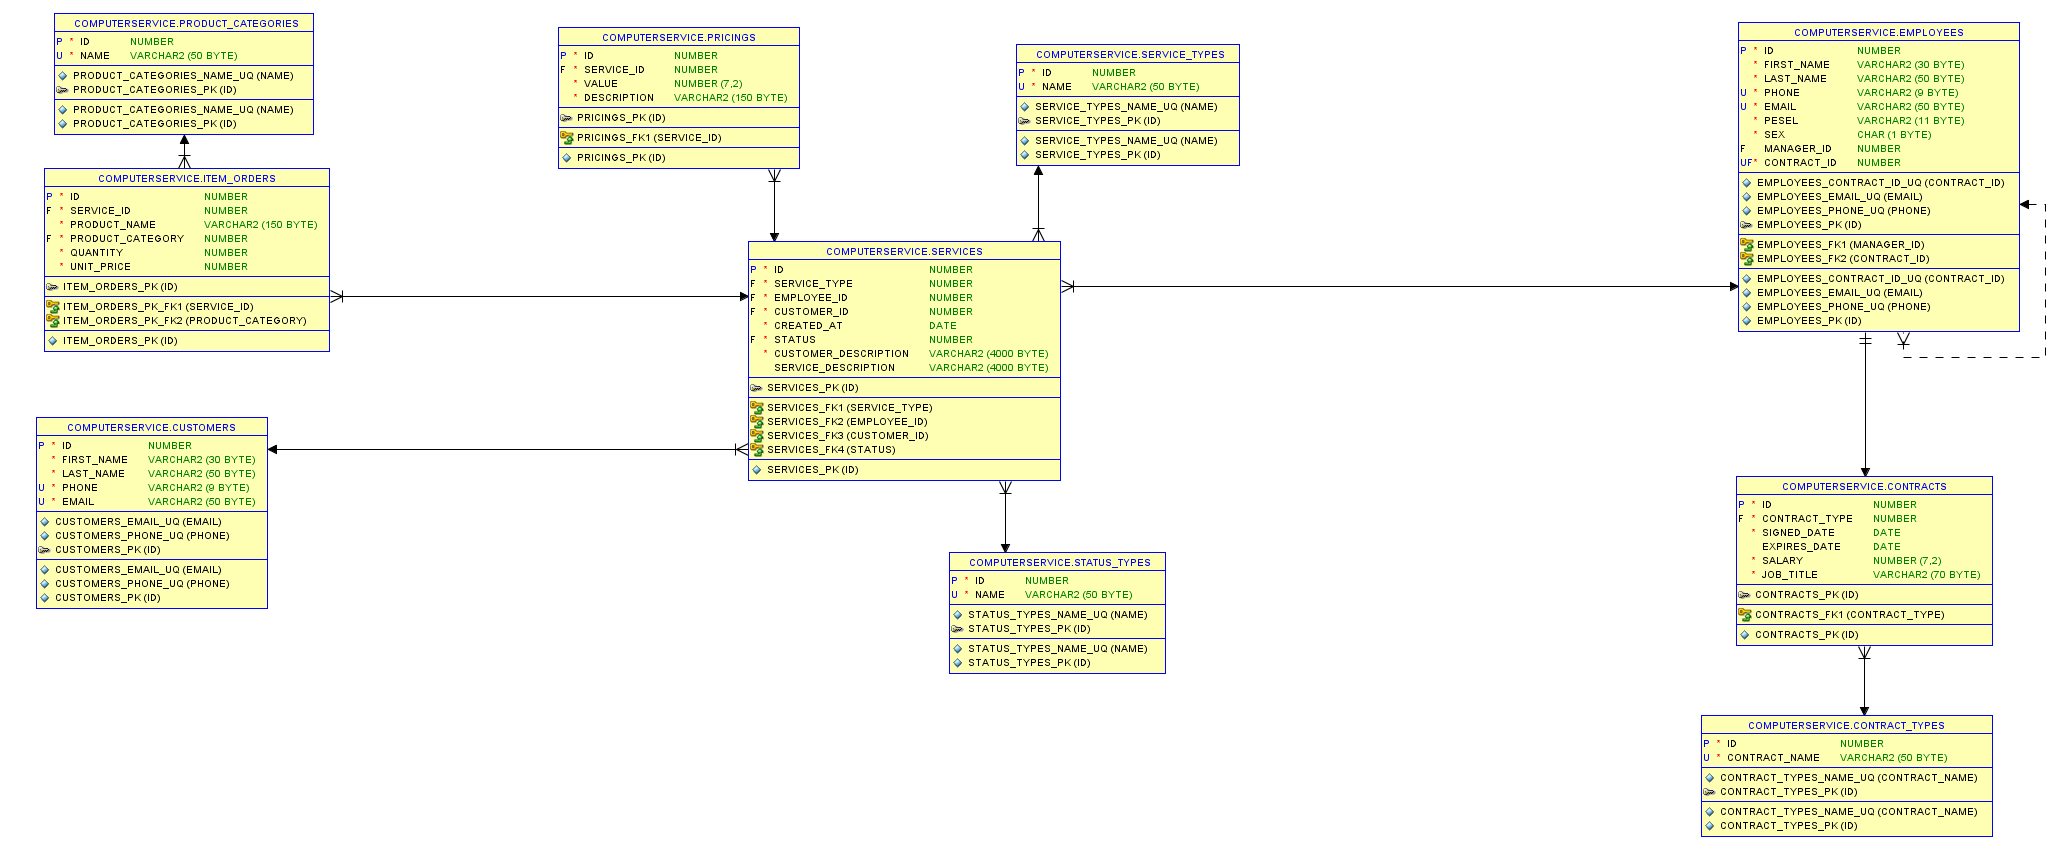 COMPUTERSERVICE.PRODUCT_CATEGORIES
P * ID NUMBER
U * NAME VARCHAR2 (50 BYTE)
PRODUCT_CATEGORIES_NAME_UQ (NAME)
PRODUCT_CATEGORIES_PK (ID)
PRODUCT_CATEGORIES_NAME_UQ (NAME)
PRODUCT_CATEGORIES_PK (ID)
COMPUTERSERVICE.PRICINGS
P * ID NUMBER
F * SERVICE_ID NUMBER
* VALUE NUMBER (7,2)
* DESCRIPTION VARCHAR2 (150 BYTE)
PRICINGS_PK (ID)
PRICINGS_FK1 (SERVICE_ID)
PRICINGS_PK (ID)
COMPUTERSERVICE.SERVICE_TYPES
P * ID NUMBER
U * NAME VARCHAR2 (50 BYTE)
SERVICE_TYPES_NAME_UQ (NAME)
SERVICE_TYPES_PK (ID)
SERVICE_TYPES_NAME_UQ (NAME)
SERVICE_TYPES_PK (ID)
COMPUTERSERVICE.EMPLOYEES
P * ID NUMBER
* FIRST_NAME VARCHAR2 (30 BYTE)
* LAST_NAME VARCHAR2 (50 BYTE)
U * PHONE VARCHAR2 (9 BYTE)
U * EMAIL VARCHAR2 (50 BYTE)
* PESEL VARCHAR2 (11 BYTE)
* SEX CHAR (1 BYTE)
F MANAGER_ID NUMBER
UF* CONTRACT_ID NUMBER
EMPLOYEES_CONTRACT_ID_UQ (CONTRACT_ID)
EMPLOYEES_EMAIL_UQ (EMAIL)
EMPLOYEES_PHONE_UQ (PHONE)
EMPLOYEES_PK (ID)
EMPLOYEES_FK1 (MANAGER_ID)
EMPLOYEES_FK2 (CONTRACT_ID)
EMPLOYEES_CONTRACT_ID_UQ (CONTRACT_ID)
EMPLOYEES_EMAIL_UQ (EMAIL)
EMPLOYEES_PHONE_UQ (PHONE)
EMPLOYEES_PK (ID)
COMPUTERSERVICE.ITEM_ORDERS
P * ID NUMBER
F * SERVICE_ID NUMBER
* PRODUCT_NAME VARCHAR2 (150 BYTE)
F * PRODUCT_CATEGORY NUMBER
* QUANTITY NUMBER
* UNIT_PRICE NUMBER
ITEM_ORDERS_PK (ID)
ITEM_ORDERS_PK_FK1 (SERVICE_ID)
ITEM_ORDERS_PK_FK2 (PRODUCT_CATEGORY)
ITEM_ORDERS_PK (ID)
COMPUTERSERVICE.SERVICES
P * ID NUMBER
F * SERVICE_TYPE NUMBER
F * EMPLOYEE_ID NUMBER
F * CUSTOMER_ID NUMBER
* CREATED_AT DATE
F * STATUS NUMBER
* CUSTOMER_DESCRIPTION VARCHAR2 (4000 BYTE)
SERVICE_DESCRIPTION VARCHAR2 (4000 BYTE)
SERVICES_PK (ID)
SERVICES_FK1 (SERVICE_TYPE)
SERVICES_FK2 (EMPLOYEE_ID)
SERVICES_FK3 (CUSTOMER_ID)
SERVICES_FK4 (STATUS)
SERVICES_PK (ID)
COMPUTERSERVICE.CUSTOMERS
P * ID NUMBER
* FIRST_NAME VARCHAR2 (30 BYTE)
* LAST_NAME VARCHAR2 (50 BYTE)
U * PHONE VARCHAR2 (9 BYTE)
U * EMAIL VARCHAR2 (50 BYTE)
CUSTOMERS_EMAIL_UQ (EMAIL)
CUSTOMERS_PHONE_UQ (PHONE)
CUSTOMERS_PK (ID)
CUSTOMERS_EMAIL_UQ (EMAIL)
CUSTOMERS_PHONE_UQ (PHONE)
CUSTOMERS_PK (ID)
COMPUTERSERVICE.STATUS_TYPES
P * ID NUMBER
U * NAME VARCHAR2 (50 BYTE)
STATUS_TYPES_NAME_UQ (NAME)
STATUS_TYPES_PK (ID)
STATUS_TYPES_NAME_UQ (NAME)
STATUS_TYPES_PK (ID)
COMPUTERSERVICE.CONTRACTS
P * ID NUMBER
F * CONTRACT_TYPE NUMBER
* SIGNED_DATE DATE
EXPIRES_DATE DATE
* SALARY NUMBER (7,2)
* JOB_TITLE VARCHAR2 (70 BYTE)
CONTRACTS_PK (ID)
CONTRACTS_FK1 (CONTRACT_TYPE)
CONTRACTS_PK (ID)
COMPUTERSERVICE.CONTRACT_TYPES
P * ID NUMBER
U * CONTRACT_NAME VARCHAR2 (50 BYTE)
CONTRACT_TYPES_NAME_UQ (CONTRACT_NAME)
CONTRACT_TYPES_PK (ID)
CONTRACT_TYPES_NAME_UQ (CONTRACT_NAME)
CONTRACT_TYPES_PK (ID)